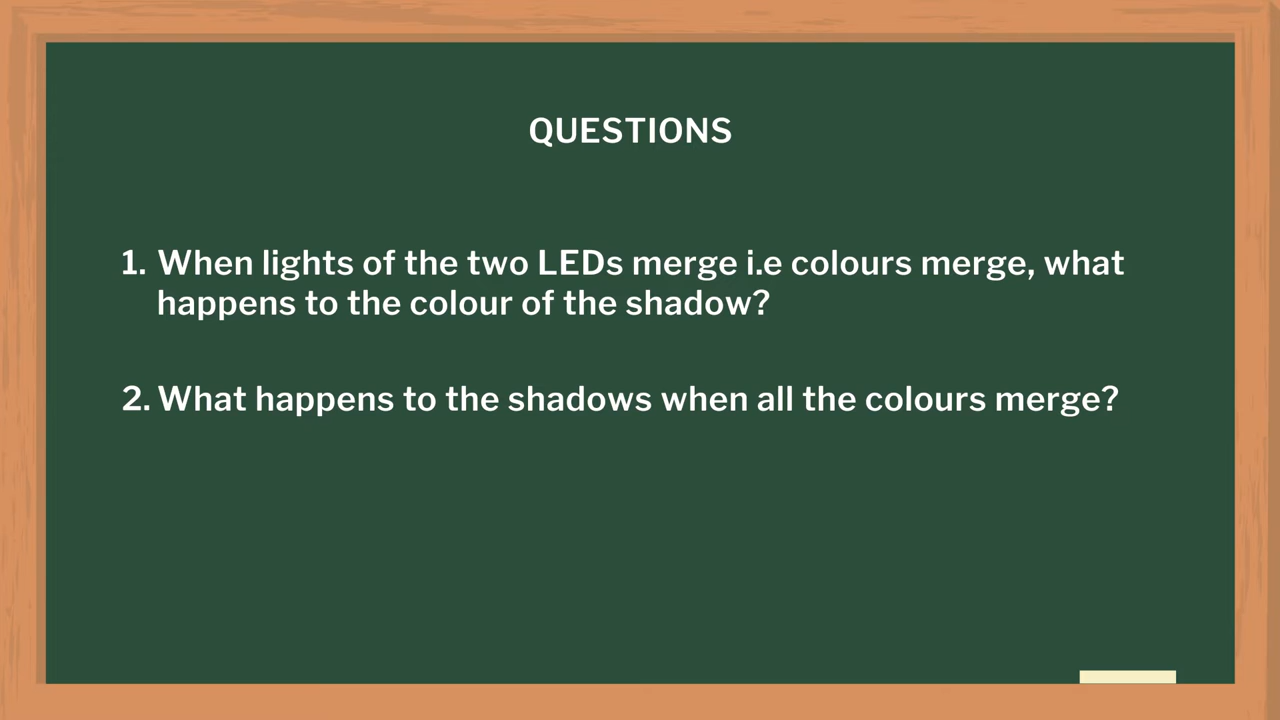 QUESTIONS
1. When lights of the two LEDs merge i.e colours merge, what
happens to the colour of the shadow?
2. What happens to the shadows when all the colours merge?